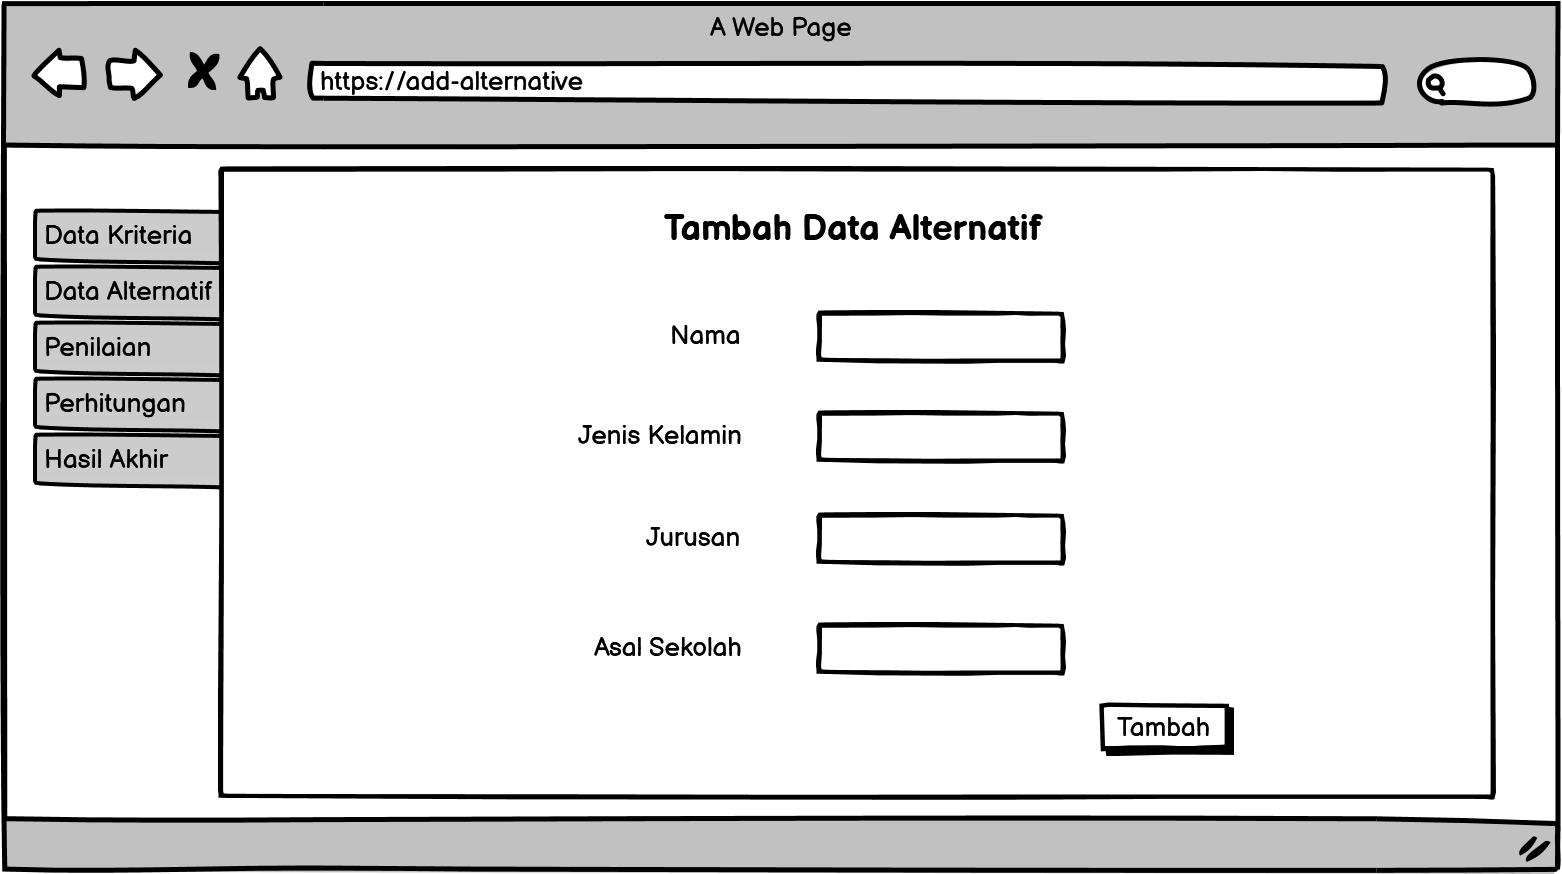 A Web Page
https://add-alternative
Data Kriteria
Data Alternatif
Penilaian
Perhitungan
Hasil Akhir
Tambah Data Alternatif
Nama
Jenis Kelamin
Jurusan
Asal Sekolah
Tambah